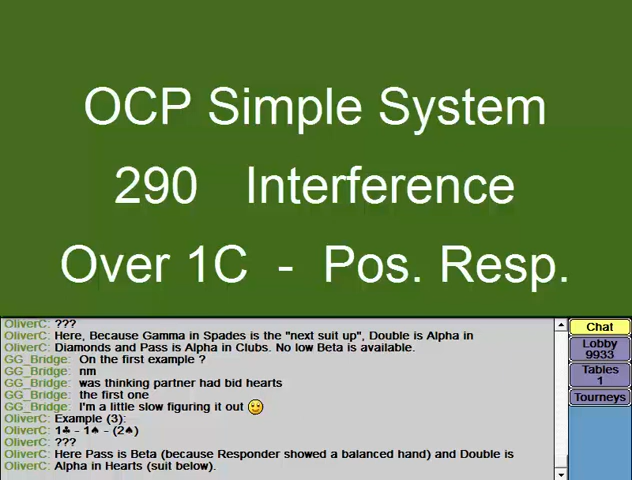 OCP Simple System
290 Interference
Over 1C - Pos. Resp.
OliverC: ???
OliverC: Here, Because Gamma in Spades is the "next suit up", Double is Alpha in
OliverC: Diamonds and Pass is Alpha in Clubs. No low Beta is available.
GG_Bridge: On the first example ?
GG_Bridge: nm
GG_Bridge: was thinking partner had bid hearts
GG_Bridge: the first one
GG_Bridge: I'm a little slow figuring it out
OliverC: Example (3):
OliverC: 1♣ - 1♠ - (2♠)
OliverC: ???
OliverC: Here Pass is Beta (because Responder showed a balanced hand) and Double is
OliverC: Alpha in Hearts (suit below).
Chat
Lobby
9933
Tables
1
Tourneys